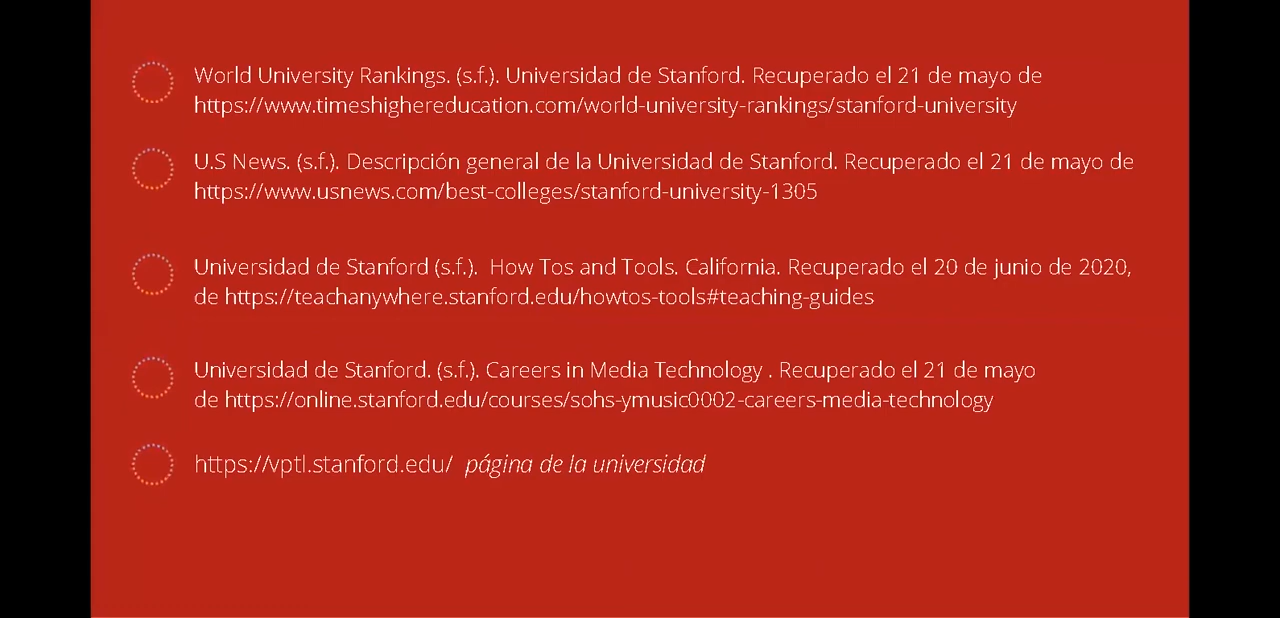 World University Rankings. (s.f.). Universidad de Stanford. Recuperado el 21 de mayo de
https://www.timeshighereducation.com/world-university-rankings/stanford-university
U.S News. (s.f.). Descripción general de la Universidad de Stanford. Recuperado el 21 de mayo de
https://www.usnews.com/best-colleges/stanford-university-1305
Universidad de Stanford (s.f.).  How Tos and Tools. California. Recuperado el 20 de junio de 2020,
de https://teachanywhere.stanford.edu/howtos-tools#teaching-guides
Universidad de Stanford. (s.f.). Careers in Media Technology . Recuperado el 21 de mayo
de https://online.stanford.edu/courses/sohs-ymusic0002-careers-media-technology
https://vptl.stanford.edu/  página de la universidad